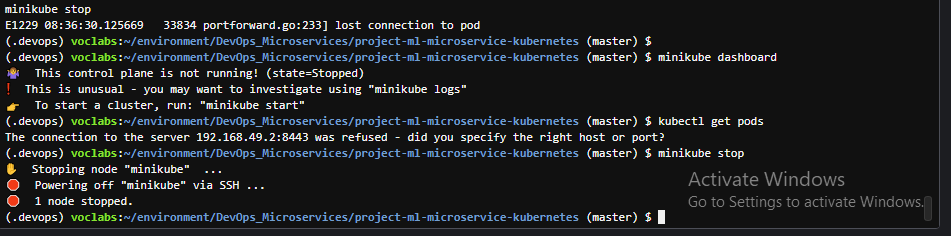 minikube stop
E1229 08:36:30.125669   33834 portforward.go:233] lost connection to pod
(.devops) voclabs:~/environment/DevOps_Microservices/project-ml-microservice-kubernetes (master) $
(.devops) voclabs:~/environment/DevOps_Microservices/project-ml-microservice-kubernetes (master) $ minikube dashboard
🤷  This control plane is not running! (state=Stopped)
❗  This is unusual - you may want to investigate using "minikube logs"
👉  To start a cluster, run: "minikube start"
(.devops) voclabs:~/environment/DevOps_Microservices/project-ml-microservice-kubernetes (master) $ kubectl get pods
The connection to the server 192.168.49.2:8443 was refused - did you specify the right host or port?
(.devops) voclabs:~/environment/DevOps_Microservices/project-ml-microservice-kubernetes (master) $ minikube stop
✋  Stopping node "minikube"  ...
🛑  Powering off "minikube" via SSH ...
🛑  1 node stopped.
(.devops) voclabs:~/environment/DevOps_Microservices/project-ml-microservice-kubernetes (master) $
Activate Windows
Go to Settings to activate Windows.